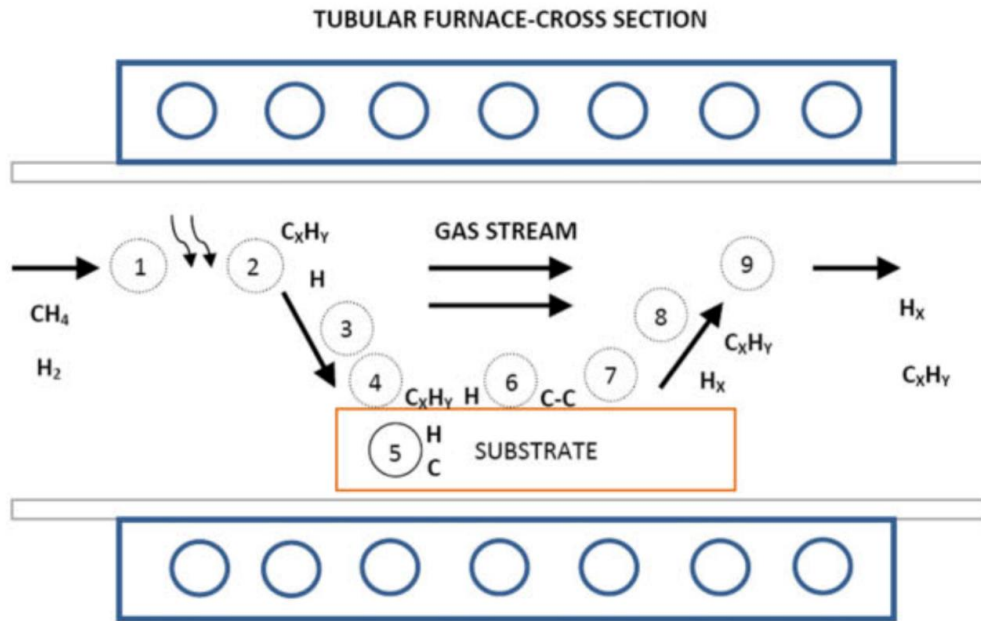 TUBULAR FURNACE-CROSS SECTION
1
2
CXHY
H
GAS STREAM
9
CH4
H2
3
4
CXHY
H
6
C-C
7
8
CXHY
HX
HX
CXHY
5
H
C
SUBSTRATE